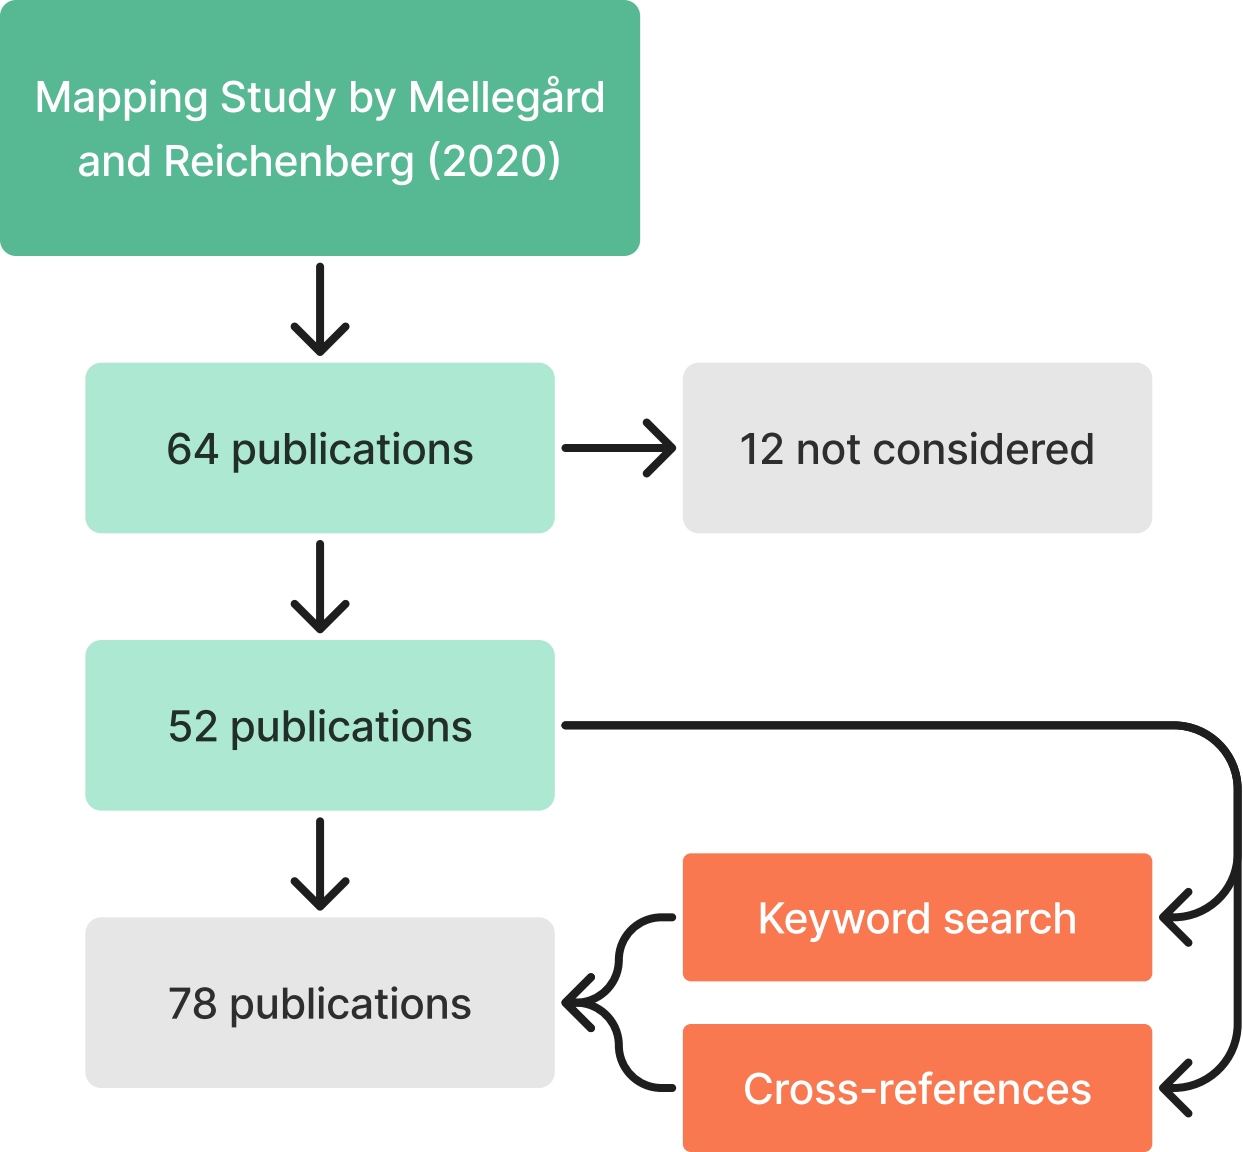 Mapping Study by Mellegård
and Reichenberg (2020)
64 publications
12 not considered
52 publications
Keyword search
78 publications
Cross-references